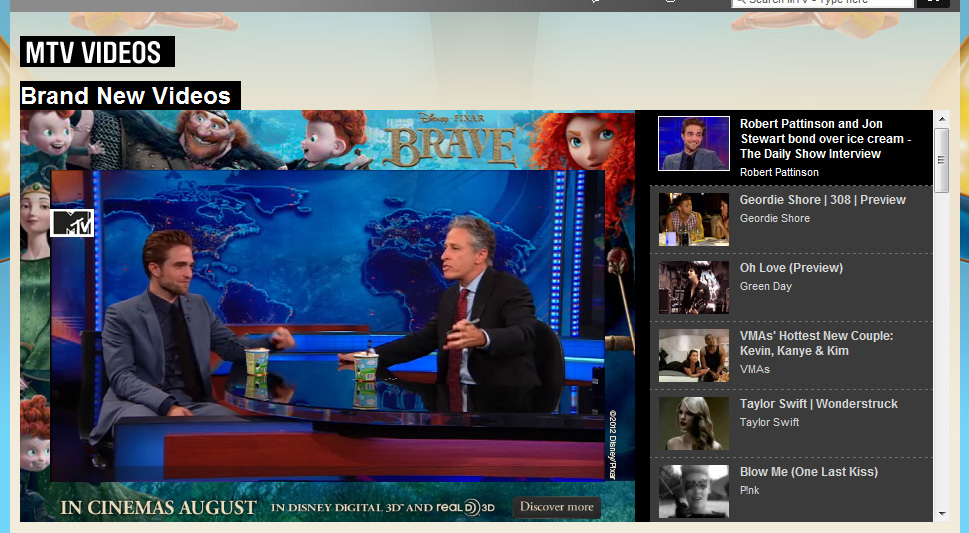 Search MTV - Type here
MTV VIDEOS
Brand New Videos
DISNEY PIXAR
BRAVE
MTV
©2012 Disney/Pixar
IN CINEMAS AUGUST
IN DISNEY DIGITAL 3D™ AND REAL D 3D
Discover more
Robert Pattinson and Jon
Stewart bond over ice cream -
The Daily Show Interview
Robert Pattinson
Geordie Shore | 308 | Preview
Geordie Shore
Oh Love (Preview)
Green Day
VMAs' Hottest New Couple:
Kevin, Kanye & Kim
VMAs
Taylor Swift | Wonderstruck
Taylor Swift
Blow Me (One Last Kiss)
P!nk